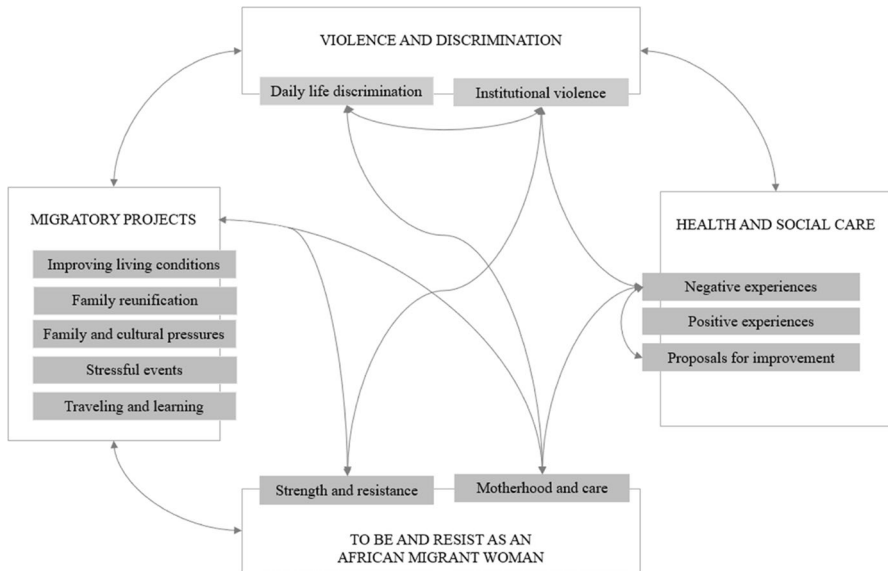 VIOLENCE AND DISCRIMINATION
Daily life discrimination
Institutional violence
MIGRATORY PROJECTS
Improving living conditions
Family reunification
Family and cultural pressures
Stressful events
Traveling and learning
HEALTH AND SOCIAL CARE
Negative experiences
Positive experiences
Proposals for improvement
Strength and resistance
Motherhood and care
TO BE AND RESIST AS AN
AFRICAN MIGRANT WOMAN